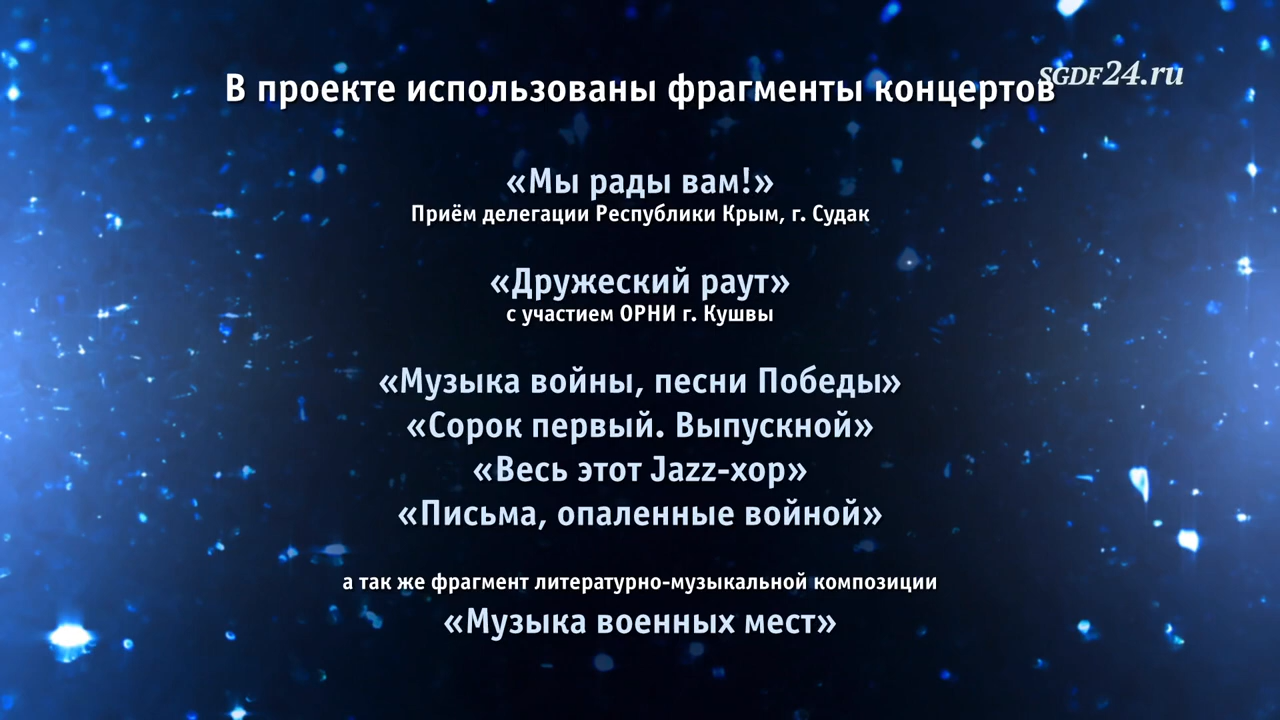 В проекте использованы фрагменты концертов
SGDF24.ru
«Мы рады вам!»
Приём делегации Республики Крым, г. Судак
«Дружеский раут»
с участием ОРНИ г. Кушвы
«Музыка войны, песни Победы»
«Сорок первый. Выпускной»
«Весь этот Jazz-хор»
«Письма, опаленные войной»
а так же фрагмент литературно-музыкальной композиции
«Музыка военных мест»